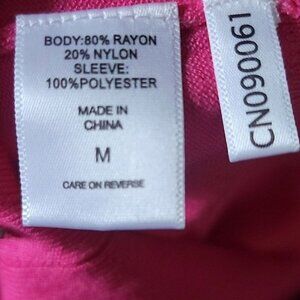 BODY:80% RAYON
20% NYLON
SLEEVE:
100%POLYESTER
MADE IN
CHINA
M
CARE ON REVERSE
CN090061